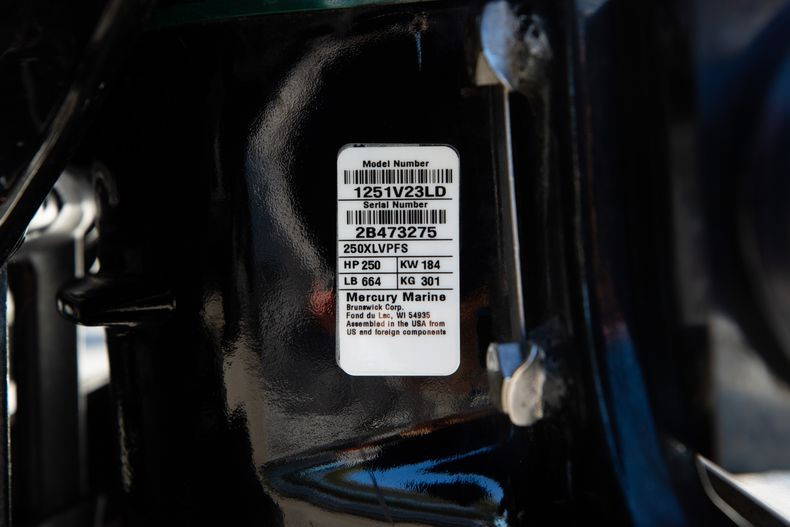 Model Number
1251V23LD
Serial Number
2B473275
250XLVPFS
HP 250 KW 184
LB 664 KG 301
Mercury Marine
Brunswick Corp.
Fond du Lac, WI 54935
Assembled in the USA from
US and foreign components